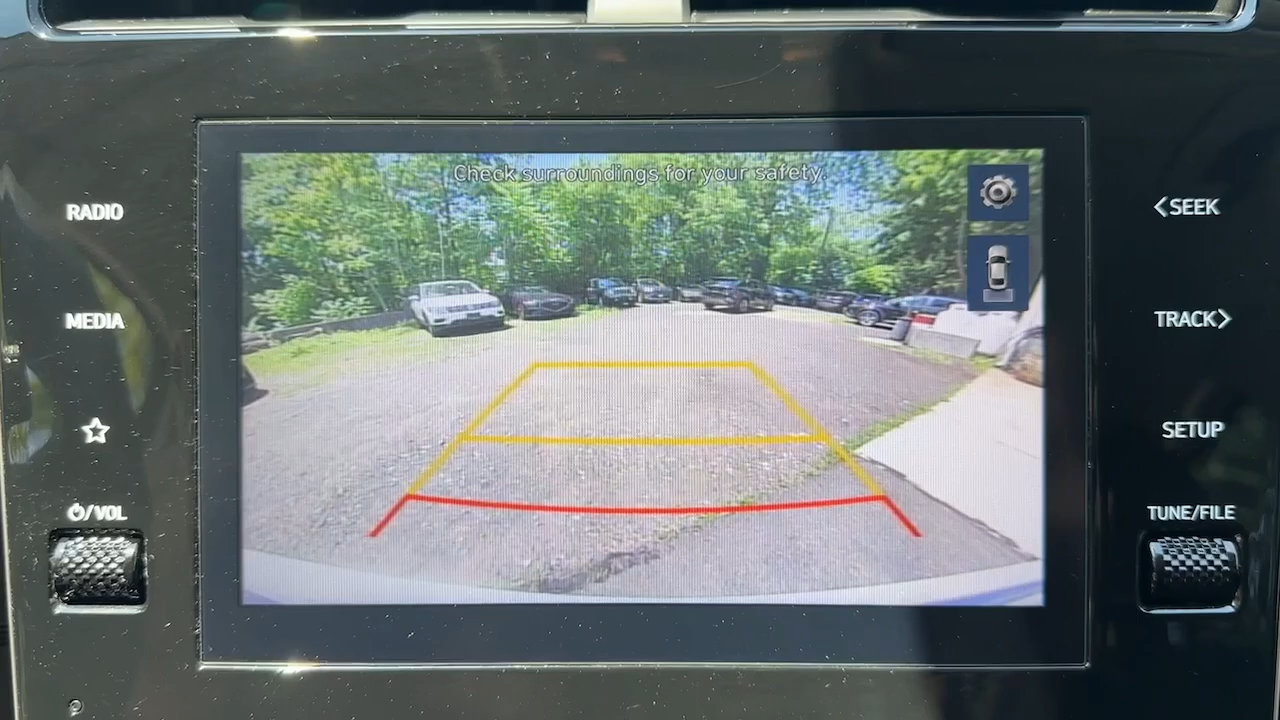 Check surroundings for your safety.
RADIO
MEDIA
/VOL
<SEEK
TRACK>
SETUP
TUNE/FILE